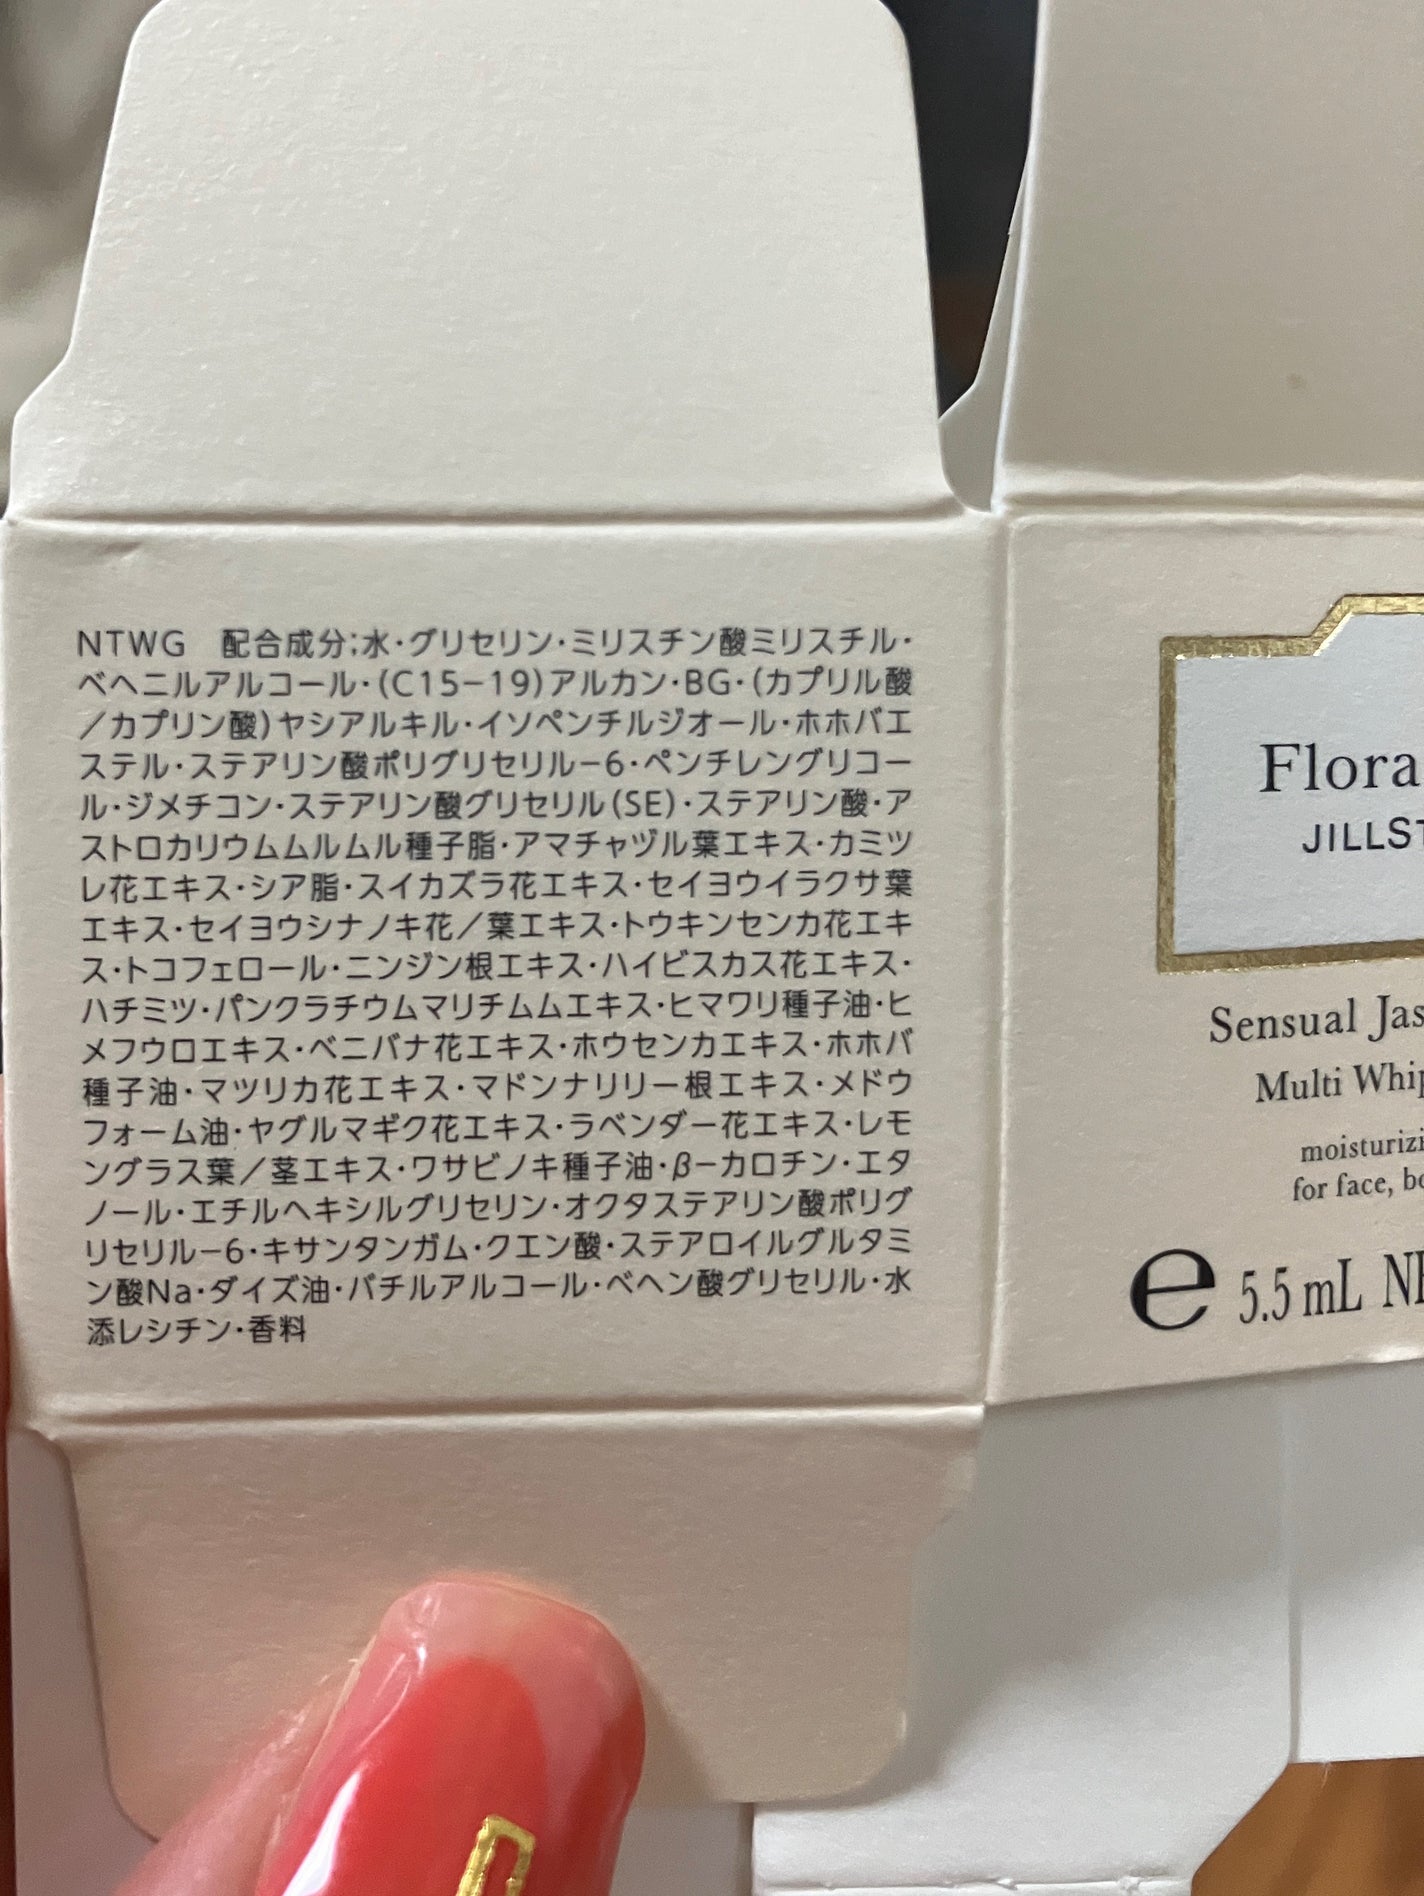 NTWG 配合成分;水・グリセリン・ミリスチン酸ミリスチル・
ベヘニルアルコール・(C15−19)アルカン・BG・(カプリル酸
／カプリン酸)ヤシアルキル・イソペンチルジオール・ホホバエ
ステル・ステアリン酸ポリグリセリル−6・ペンチレングリコー
ル・ジメチコン・ステアリン酸グリセリル(SE)・ステアリン酸・ア
ストロカリウムムルムル種子脂・アマチャヅル葉エキス・カミツ
レ花エキス・シア脂・スイカズラ花エキス・セイヨウイラクサ葉
エキス・セイヨウシナノキ花／葉エキス・トウキンセンカ花エキ
ス・トコフェロール・ニンジン根エキス・ハイビスカス花エキス・
ハチミツ・パンクラチウムマリチムムエキス・ヒマワリ種子油・ヒ
メフウロエキス・ベニバナ花エキス・ホウセンカエキス・ホホバ
種子油・マツリカ花エキス・マドンナリリー根エキス・メドウ
フォーム油・ヤグルマギク花エキス・ラベンダー花エキス・レモ
ングラス葉／茎エキス・ワサビノキ種子油・β−カロチン・エタ
ノール・エチルヘキシルグリセリン・オクタステアリン酸ポリグ
リセリル−6・キサンタンガム・クエン酸・ステアロイルグルタミ
ン酸Na・ダイズ油・バチルアルコール・ベヘン酸グリセリル・水
添レシチン・香料
Flora
JILLST
Sensual Jas
Multi Whip
moisturizi
for face, bo
e 5.5 mL NE